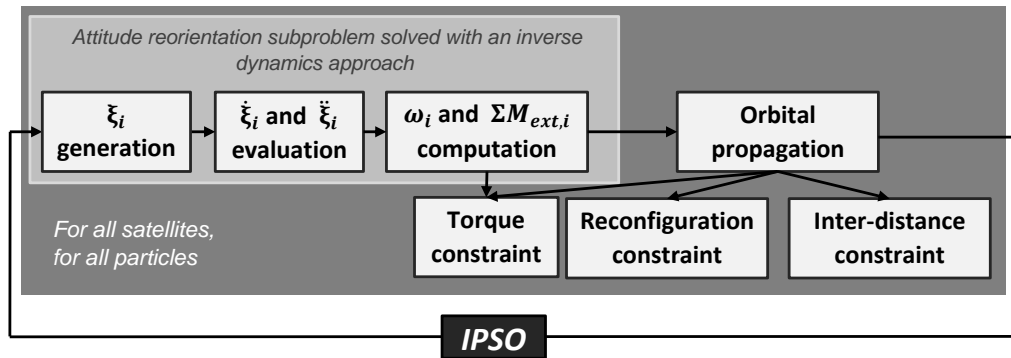 Attitude reorientation subproblem solved with an inverse
dynamics approach
ξᵢ
generation
ξ̇ᵢ and ξ̈ᵢ
evaluation
ωᵢ and ΣM_ext,i
computation
Orbital
propagation
Torque
constraint
Reconfiguration
constraint
Inter-distance
constraint
For all satellites,
for all particles
IPSO